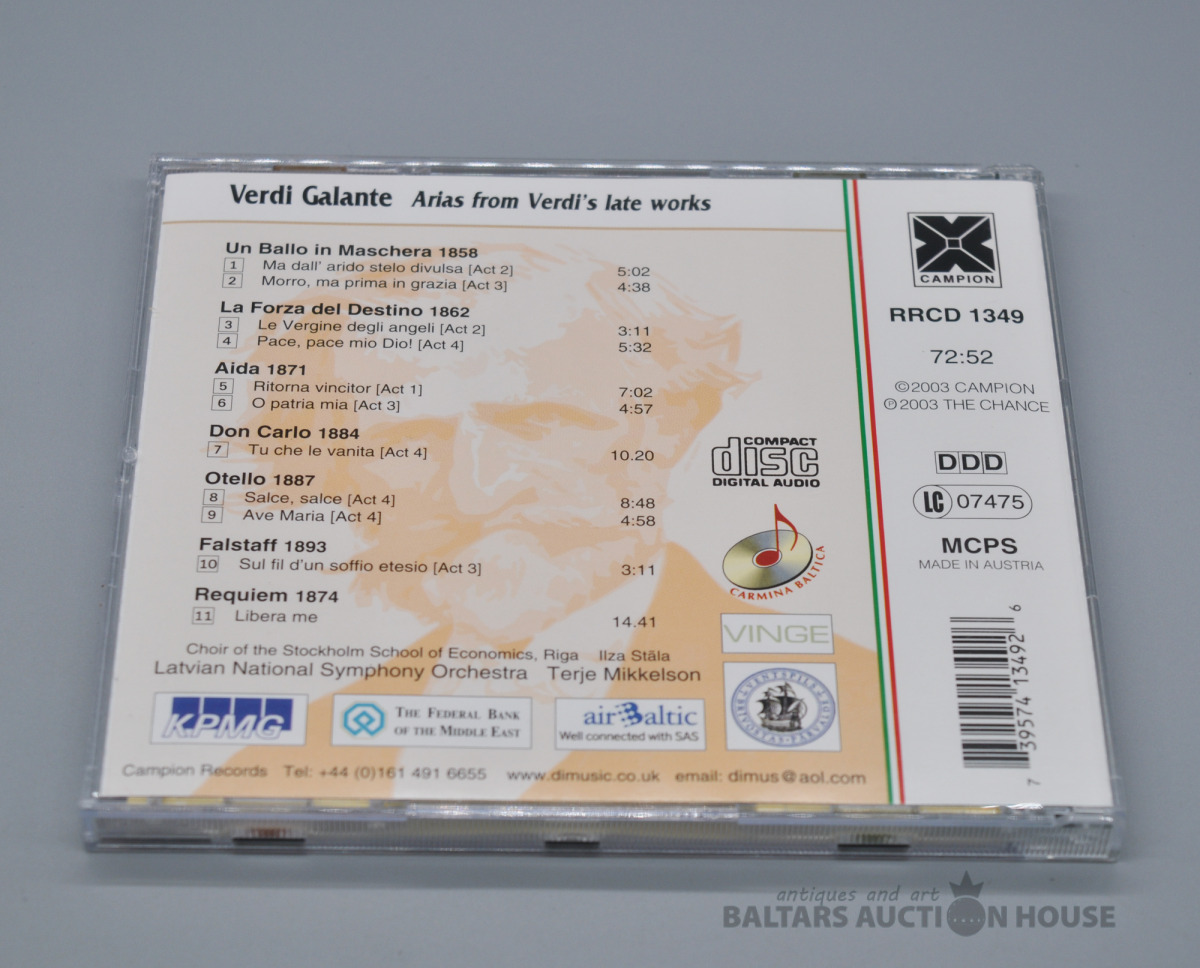 Verdi Galante Arias from Verdi's late works
Un Ballo in Maschera 1858
1 Ma dall' arido stelo divulsa [Act 2] 5:02
2 Morro, ma prima in grazia [Act 3] 4:38
La Forza del Destino 1862
3 Le Vergine degli angeli [Act 2] 3:11
4 Pace, pace mio Dio! [Act 4] 5:32
Aida 1871
5 Ritorna vincitor [Act 1] 7:02
6 O patria mia [Act 3] 4:57
Don Carlo 1884
7 Tu che le vanita [Act 4] 10.20
Otello 1887
8 Salce, salce [Act 4] 8:48
9 Ave Maria [Act 4] 4:58
Falstaff 1893
10 Sul fil d'un soffio etesio [Act 3] 3:11
Requiem 1874
11 Libera me 14.41
Choir of the Stockholm School of Economics, Riga Ilza Stāla
Latvian National Symphony Orchestra Terje Mikkelson
KPMG
THE FEDERAL BANK
OF THE MIDDLE EAST
airBaltic
Well connected with SAS
Campion Records Tel: +44 (0)161 491 6655 www.dimusic.co.uk email: dimus@aol.com
COMPACT
disc
DIGITAL AUDIO
CARMINA BALTICA
VINGE
CAMPION
RRCD 1349
72:52
©2003 CAMPION
℗2003 THE CHANCE
DDD
LC 07475
MCPS
MADE IN AUSTRIA
7 39574 13492 6
antiques and art
BALTARS AUCTION HOUSE